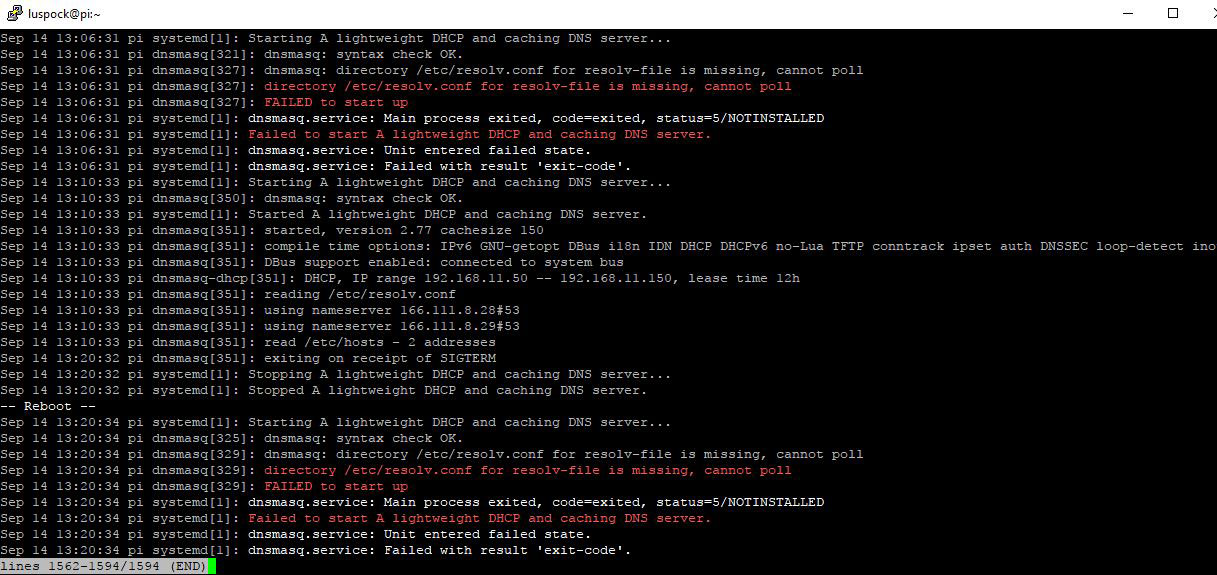 luspock@pi:~
Sep 14 13:06:31 pi systemd[1]: Starting A lightweight DHCP and caching DNS server...
Sep 14 13:06:31 pi dnsmasq[321]: dnsmasq: syntax check OK.
Sep 14 13:06:31 pi dnsmasq[327]: dnsmasq: directory /etc/resolv.conf for resolv-file is missing, cannot poll
Sep 14 13:06:31 pi dnsmasq[327]: directory /etc/resolv.conf for resolv-file is missing, cannot poll
Sep 14 13:06:31 pi dnsmasq[327]: FAILED to start up
Sep 14 13:06:31 pi systemd[1]: dnsmasq.service: Main process exited, code=exited, status=5/NOTINSTALLED
Sep 14 13:06:31 pi systemd[1]: Failed to start A lightweight DHCP and caching DNS server.
Sep 14 13:06:31 pi systemd[1]: dnsmasq.service: Unit entered failed state.
Sep 14 13:06:31 pi systemd[1]: dnsmasq.service: Failed with result 'exit-code'.
Sep 14 13:10:33 pi systemd[1]: Starting A lightweight DHCP and caching DNS server...
Sep 14 13:10:33 pi dnsmasq[350]: dnsmasq: syntax check OK.
Sep 14 13:10:33 pi systemd[1]: Started A lightweight DHCP and caching DNS server.
Sep 14 13:10:33 pi dnsmasq[351]: started, version 2.77 cachesize 150
Sep 14 13:10:33 pi dnsmasq[351]: compile time options: IPv6 GNU-getopt DBus i18n IDN DHCP DHCPv6 no-Lua TFTP conntrack ipset auth DNSSEC loop-detect ino
Sep 14 13:10:33 pi dnsmasq[351]: DBus support enabled: connected to system bus
Sep 14 13:10:33 pi dnsmasq-dhcp[351]: DHCP, IP range 192.168.11.50 -- 192.168.11.150, lease time 12h
Sep 14 13:10:33 pi dnsmasq[351]: reading /etc/resolv.conf
Sep 14 13:10:33 pi dnsmasq[351]: using nameserver 166.111.8.28#53
Sep 14 13:10:33 pi dnsmasq[351]: using nameserver 166.111.8.29#53
Sep 14 13:10:33 pi dnsmasq[351]: read /etc/hosts - 2 addresses
Sep 14 13:20:32 pi dnsmasq[351]: exiting on receipt of SIGTERM
Sep 14 13:20:32 pi systemd[1]: Stopping A lightweight DHCP and caching DNS server...
Sep 14 13:20:32 pi systemd[1]: Stopped A lightweight DHCP and caching DNS server.
-- Reboot --
Sep 14 13:20:34 pi systemd[1]: Starting A lightweight DHCP and caching DNS server...
Sep 14 13:20:34 pi dnsmasq[325]: dnsmasq: syntax check OK.
Sep 14 13:20:34 pi dnsmasq[329]: dnsmasq: directory /etc/resolv.conf for resolv-file is missing, cannot poll
Sep 14 13:20:34 pi dnsmasq[329]: directory /etc/resolv.conf for resolv-file is missing, cannot poll
Sep 14 13:20:34 pi dnsmasq[329]: FAILED to start up
Sep 14 13:20:34 pi systemd[1]: dnsmasq.service: Main process exited, code=exited, status=5/NOTINSTALLED
Sep 14 13:20:34 pi systemd[1]: Failed to start A lightweight DHCP and caching DNS server.
Sep 14 13:20:34 pi systemd[1]: dnsmasq.service: Unit entered failed state.
Sep 14 13:20:34 pi systemd[1]: dnsmasq.service: Failed with result 'exit-code'.
lines 1562-1594/1594 (END)